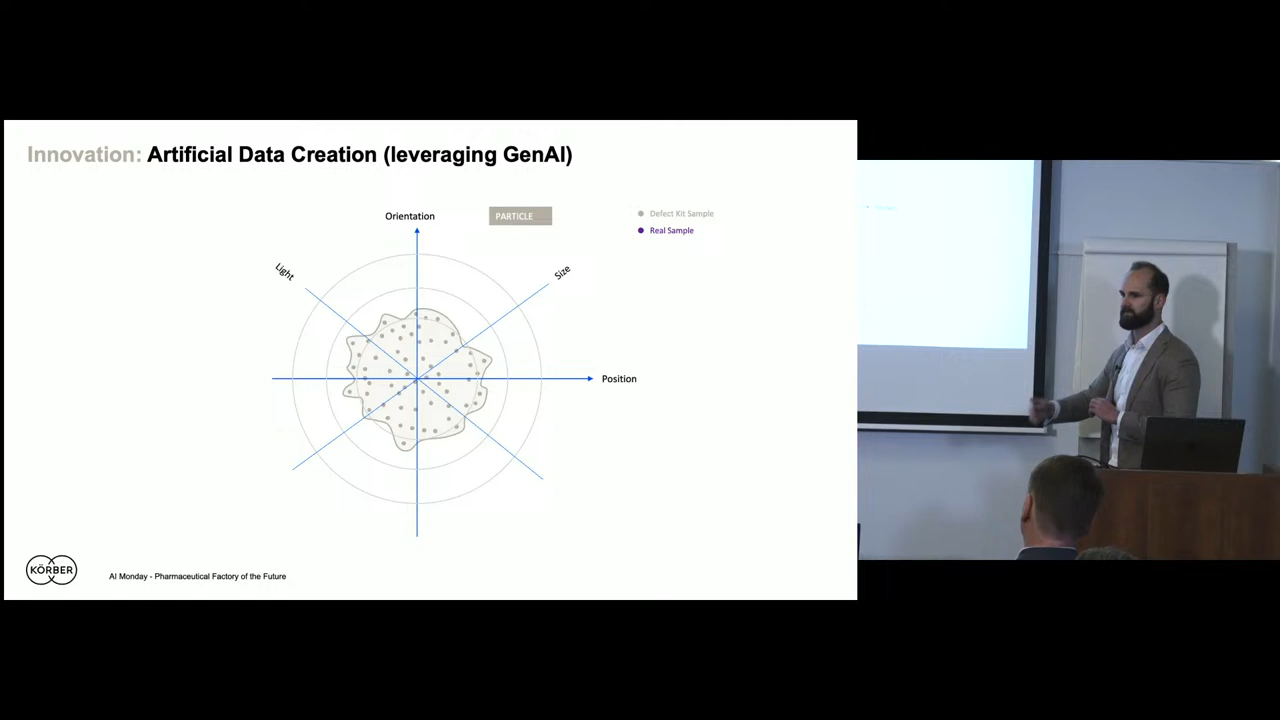 Innovation: Artificial Data Creation (leveraging GenAI)
Orientation
PARTICLE
Defect Kit Sample
Real Sample
Light
Size
Position
KÖRBER
AI Monday - Pharmaceutical Factory of the Future